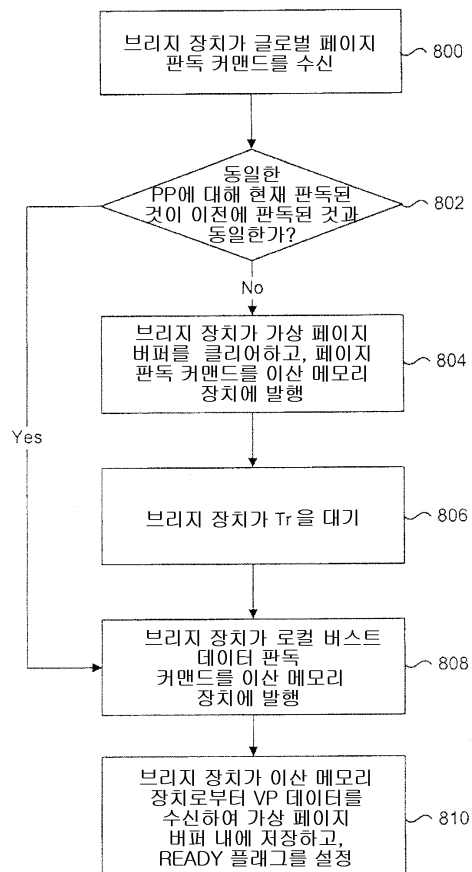 브리지 장치가 글로벌 페이지
판독 커맨드를 수신
800
동일한
PP에 대해 현재 판독된
것이 이전에 판독된 것과
동일한가?
802
No
브리지 장치가 가상 페이지
버퍼를 클리어하고, 페이지
판독 커맨드를 이산 메모리
장치에 발행
804
Yes
브리지 장치가 Tr을 대기
806
브리지 장치가 로컬 버스트
데이터 판독
커맨드를 이산 메모리
장치에 발행
808
브리지 장치가 이산 메모리
장치로부터 VP 데이터를
수신하여 가상 페이지
버퍼 내에 저장하고,
READY 플래그를 설정
810